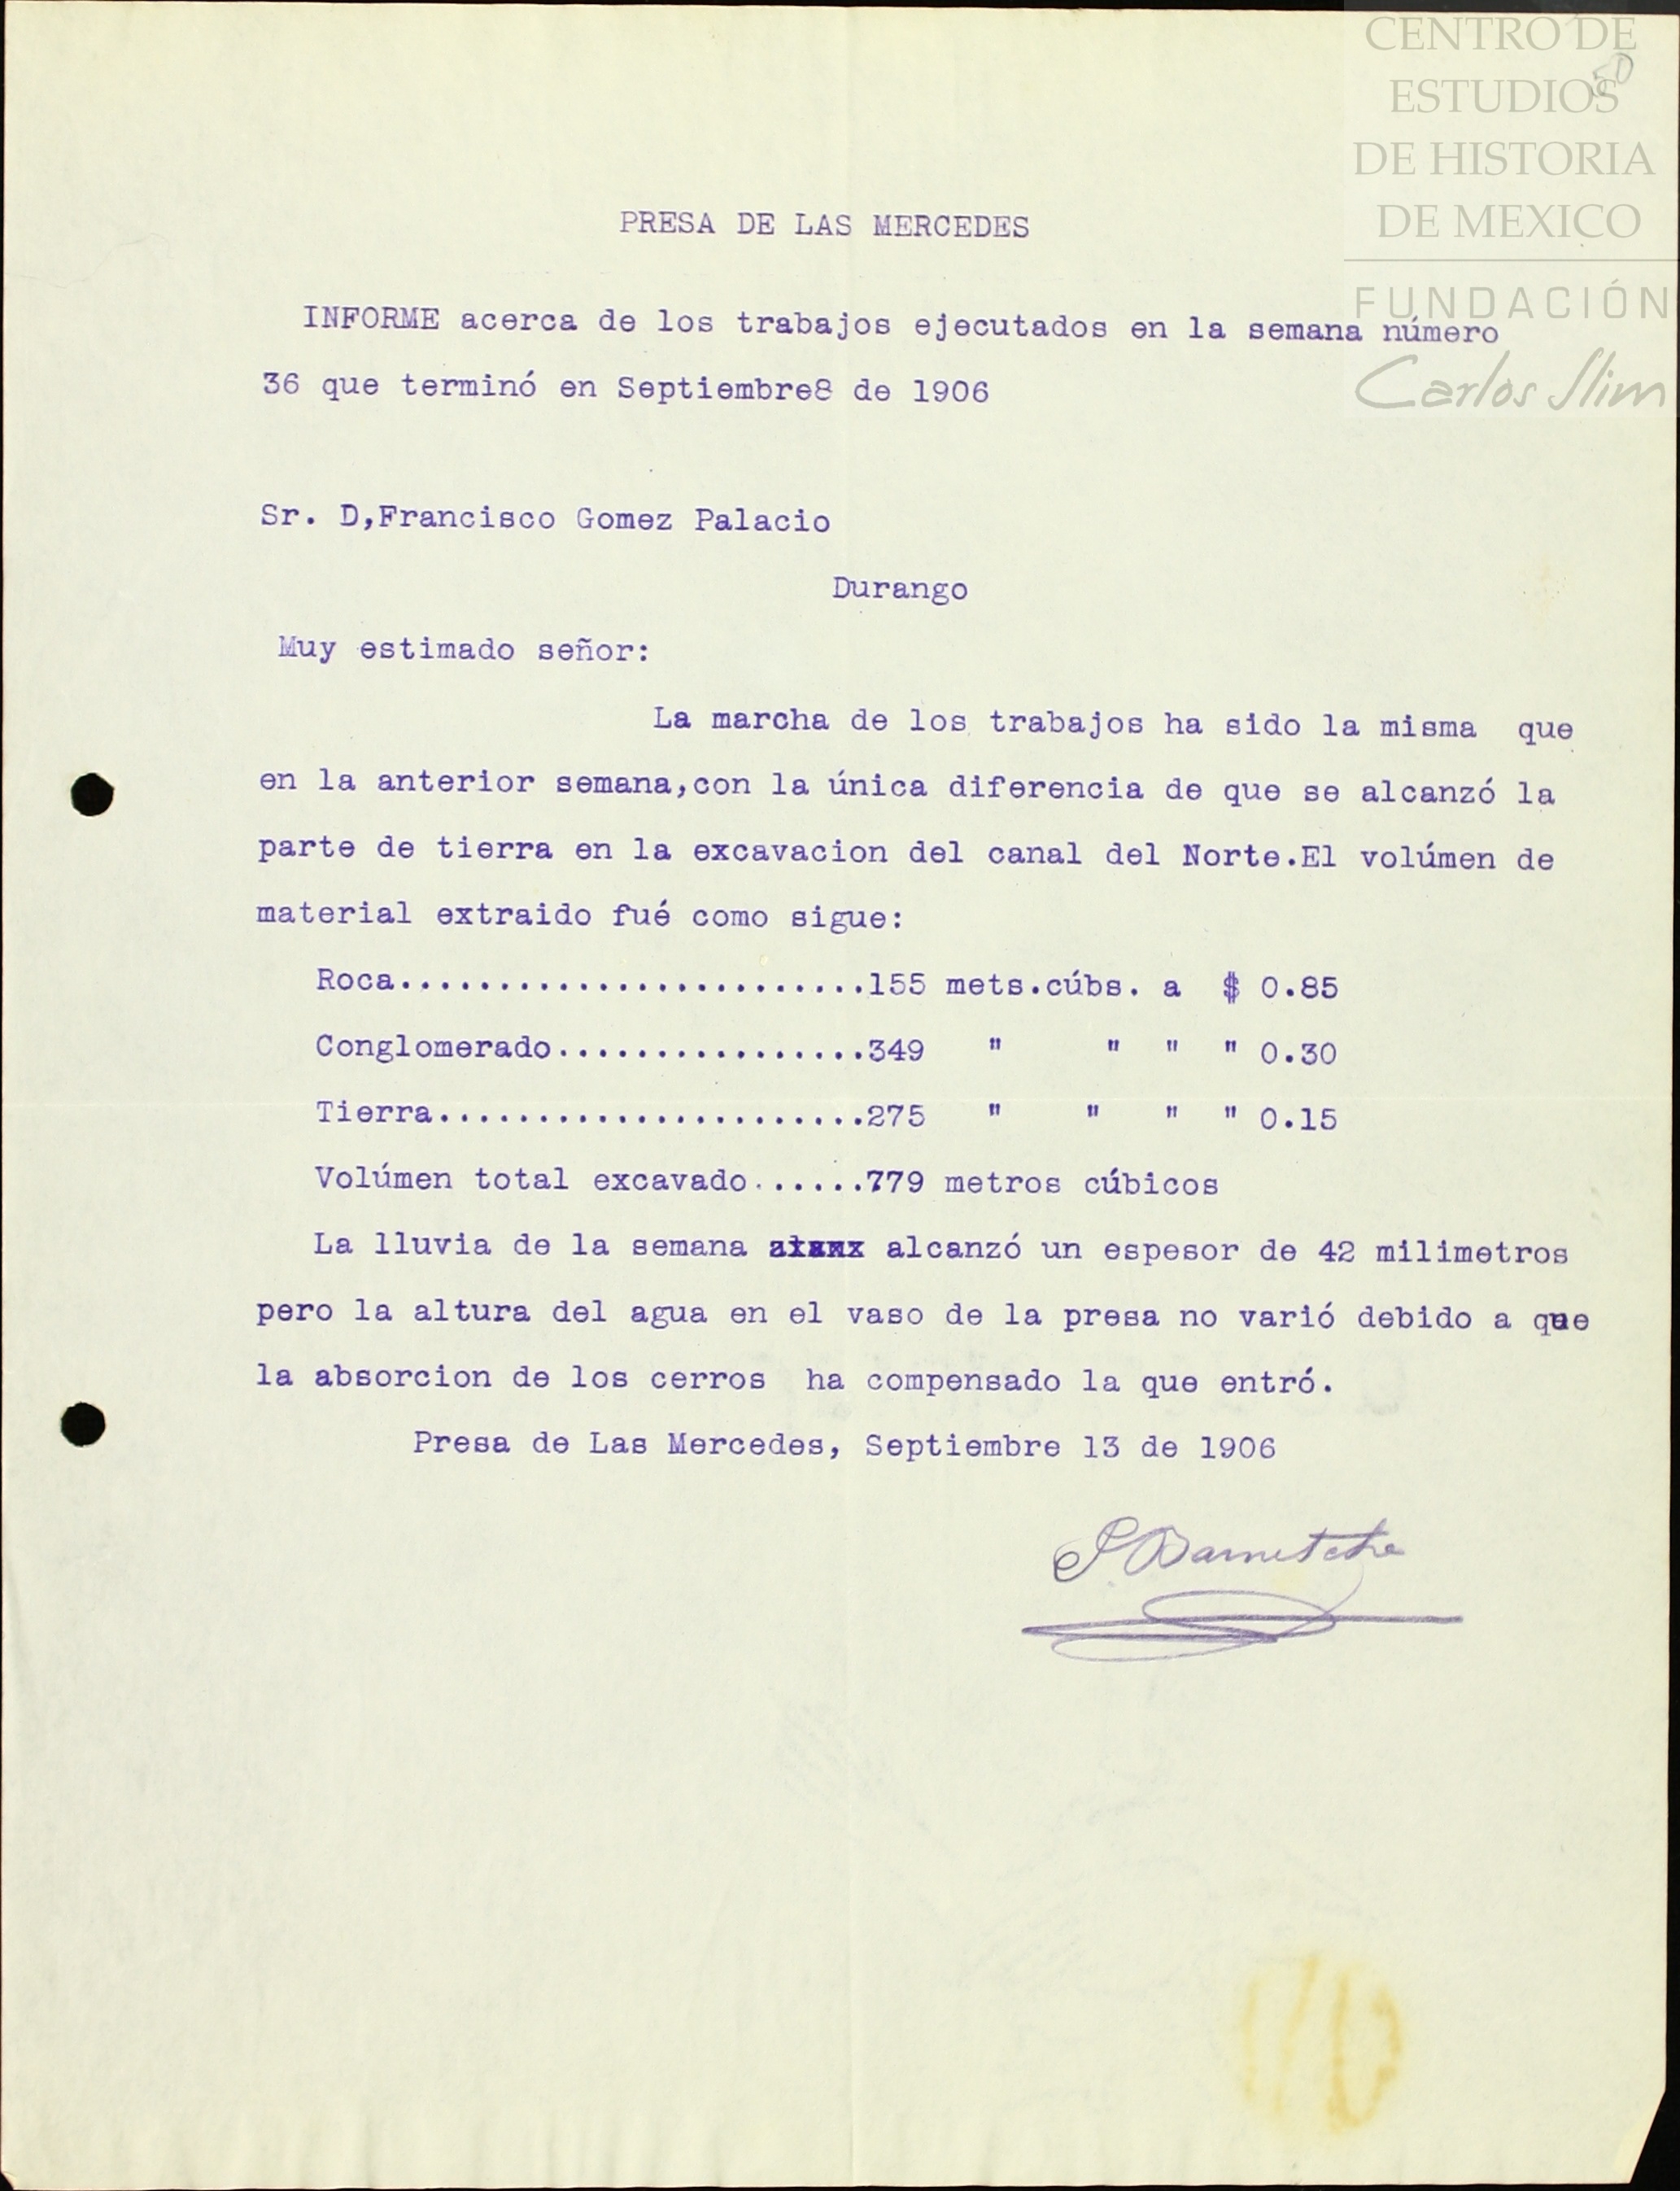 CENTRO DE
ESTUDIOS
DE HISTORIA
DE MEXICO
FUNDACIÓN
Carlos Slim
50
PRESA DE LAS MERCEDES
INFORME acerca de los trabajos ejecutados en la semana número
36 que terminó en Septiembre8 de 1906
Sr. D,Francisco Gomez Palacio
Durango
Muy estimado señor:
La marcha de los trabajos ha sido la misma que
en la anterior semana,con la única diferencia de que se alcanzó la
parte de tierra en la excavacion del canal del Norte.El volúmen de
material extraido fué como sigue:
Roca........................155 mets.cúbs. a $ 0.85
Conglomerado................349 " " " " 0.30
Tierra......................275 " " " " 0.15
Volúmen total excavado......779 metros cúbicos
La lluvia de la semana alcanzó un espesor de 42 milimetros
pero la altura del agua en el vaso de la presa no varió debido a que
la absorcion de los cerros ha compensado la que entró.
Presa de Las Mercedes, Septiembre 13 de 1906